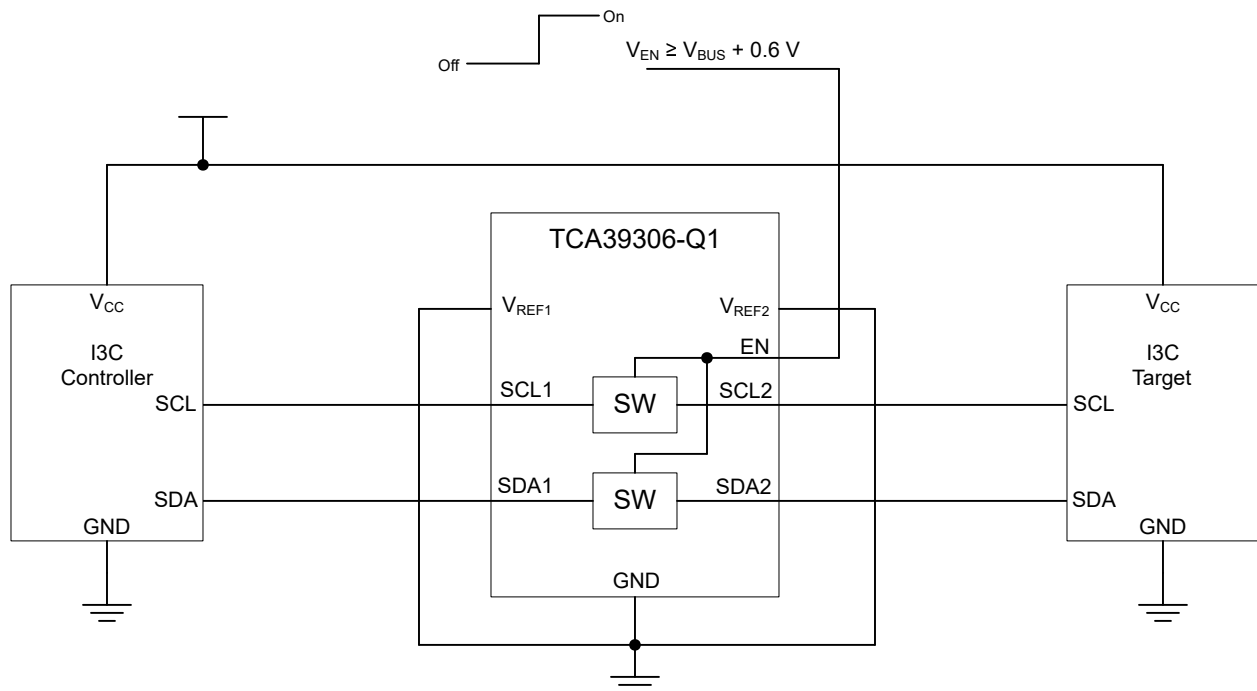 On
Off
V_EN ≥ V_BUS + 0.6 V
TCA39306-Q1
V_CC
I3C
Controller
SCL
SDA
GND
V_REF1
V_REF2
EN
SCL1
SW
SCL2
SDA1
SW
SDA2
GND
V_CC
I3C
Target
SCL
SDA
GND